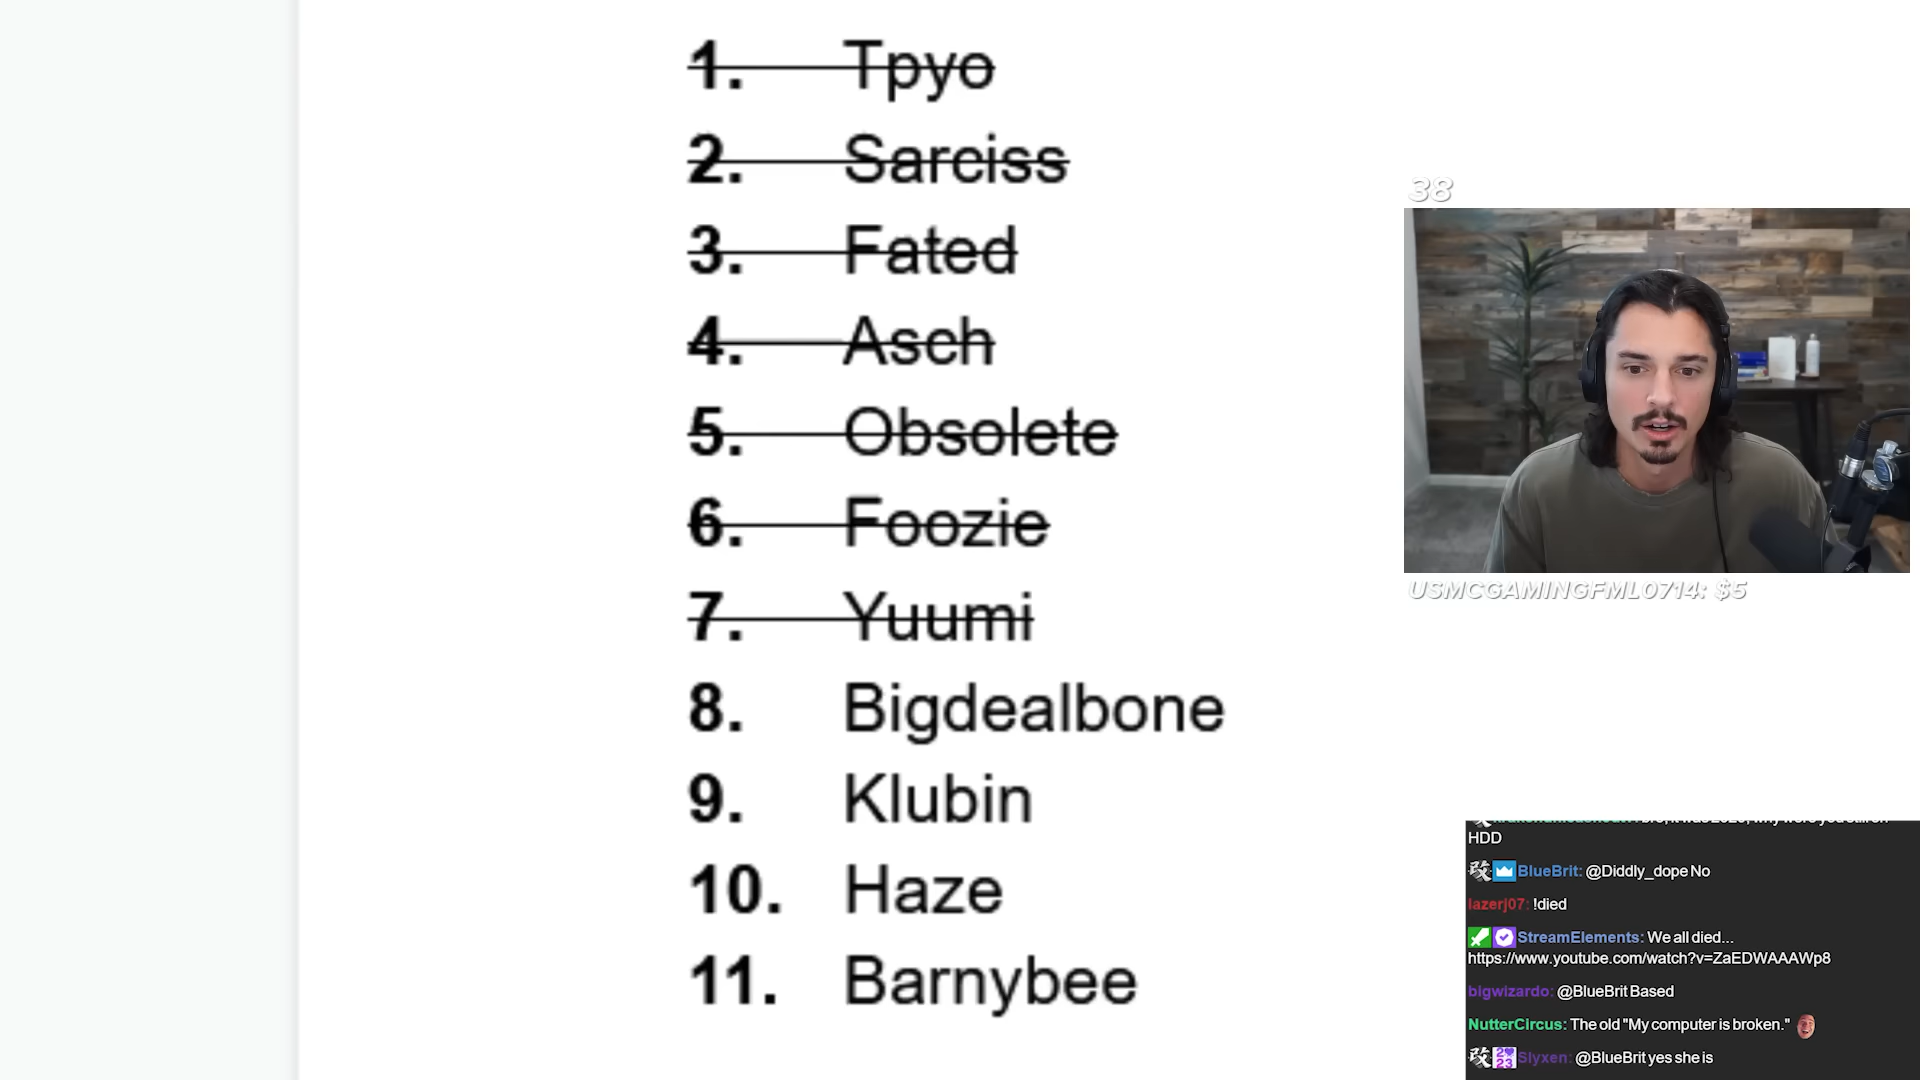 1. Tpyo
2. Sarciss
3. Fated
4. Asch
5. Obsolete
6. Foozie
7. Yuumi
8. Bigdealbone
9. Klubin
10. Haze
11. Barnybee
38
USMCGAMINGFML0714: $5
HDD
BlueBrit: @Diddly_dope No
lazerj07: !died
StreamElements: We all died...
https://www.youtube.com/watch?v=ZaEDWAAAWp8
bigwizardo: @BlueBrit Based
NutterCircus: The old "My computer is broken."
Slyxen: @BlueBrit yes she is